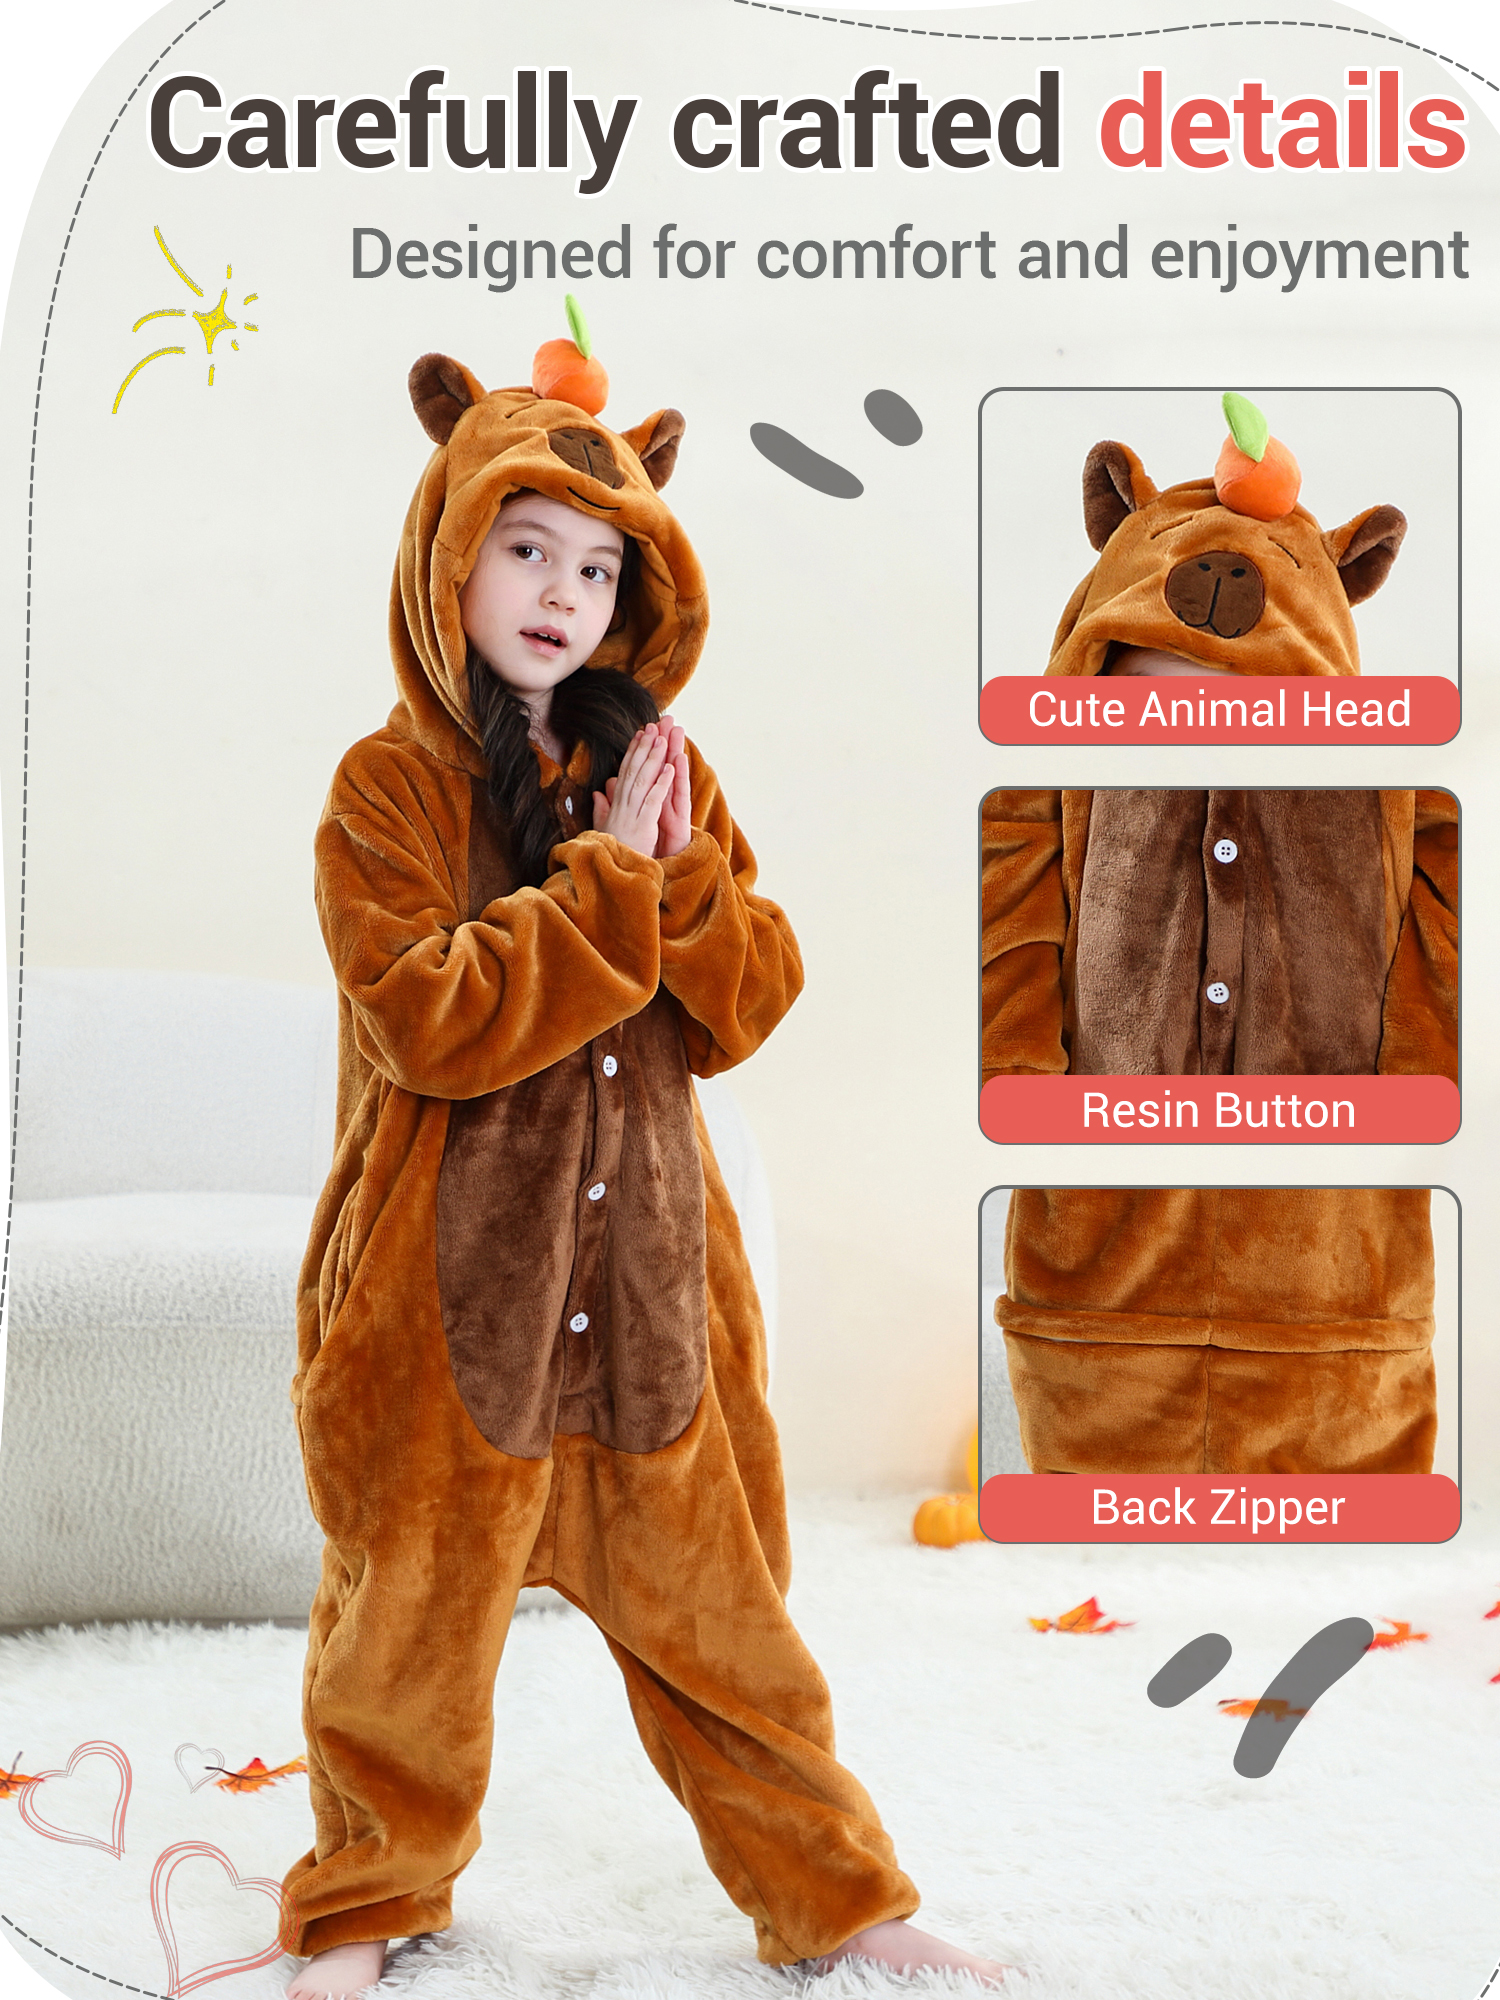 Carefully crafted details
Designed for comfort and enjoyment
Cute Animal Head
Resin Button
Back Zipper